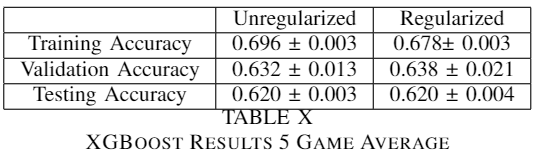 Unregularized Regularized
Training Accuracy 0.696 ± 0.003 0.678± 0.003
Validation Accuracy 0.632 ± 0.013 0.638 ± 0.021
Testing Accuracy 0.620 ± 0.003 0.620 ± 0.004
TABLE X
XGBOOST RESULTS 5 GAME AVERAGE